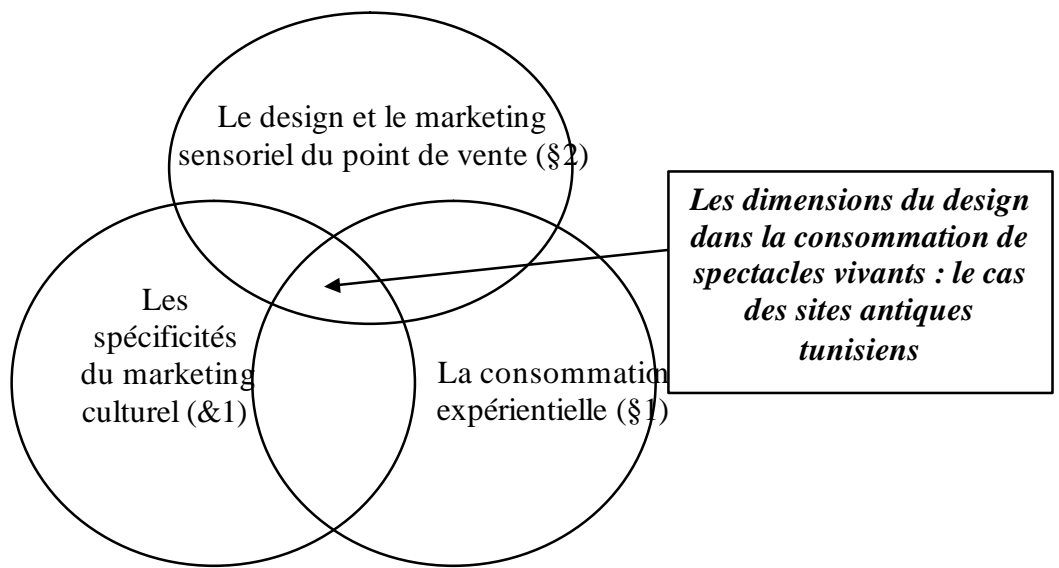 Le design et le marketing
sensoriel du point de vente (§2)
Les dimensions du design
dans la consommation de
spectacles vivants : le cas
des sites antiques
tunisiens
Les
spécificités
du marketing
culturel (&1)
La consommation
expérientielle (§1)